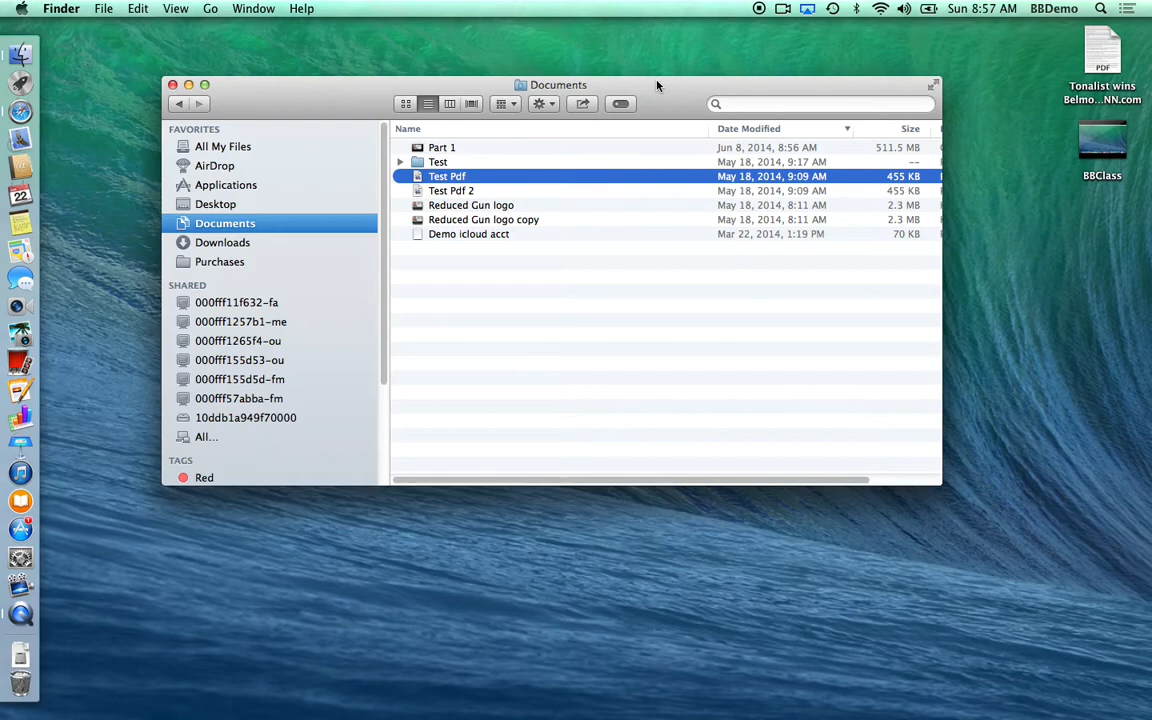 Finder File Edit View Go Window Help Sun 8:57 AM BBDemo
Documents
FAVORITES
All My Files
AirDrop
Applications
Desktop
Documents
Downloads
Purchases
SHARED
000fff11f632-fa
000fff1257b1-me
000fff1265f4-ou
000fff155d53-ou
000fff155d5d-fm
000fff57abba-fm
10ddb1a949f70000
All...
TAGS
Red
Name Date Modified Size
Part 1 Jun 8, 2014, 8:56 AM 511.5 MB
Test May 18, 2014, 9:17 AM --
Test Pdf May 18, 2014, 9:09 AM 455 KB
Test Pdf 2 May 18, 2014, 9:09 AM 455 KB
Reduced Gun logo May 18, 2014, 8:11 AM 2.3 MB
Reduced Gun logo copy May 18, 2014, 8:11 AM 2.3 MB
Demo icloud acct Mar 22, 2014, 1:19 PM 70 KB
PDF
Tonalist wins
Belmo...NN.com
BBClass
22